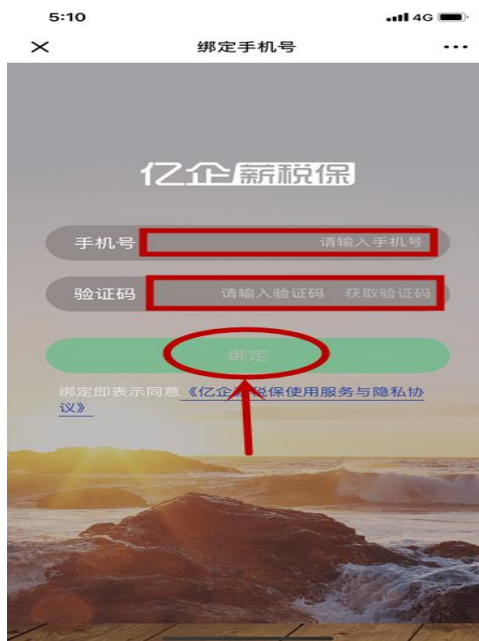 5:10
4G
绑定手机号
亿企薪税保
手机号 请输入手机号
验证码 请输入验证码 获取验证码
绑定
绑定即表示同意《亿企薪税保使用服务与隐私协
议》